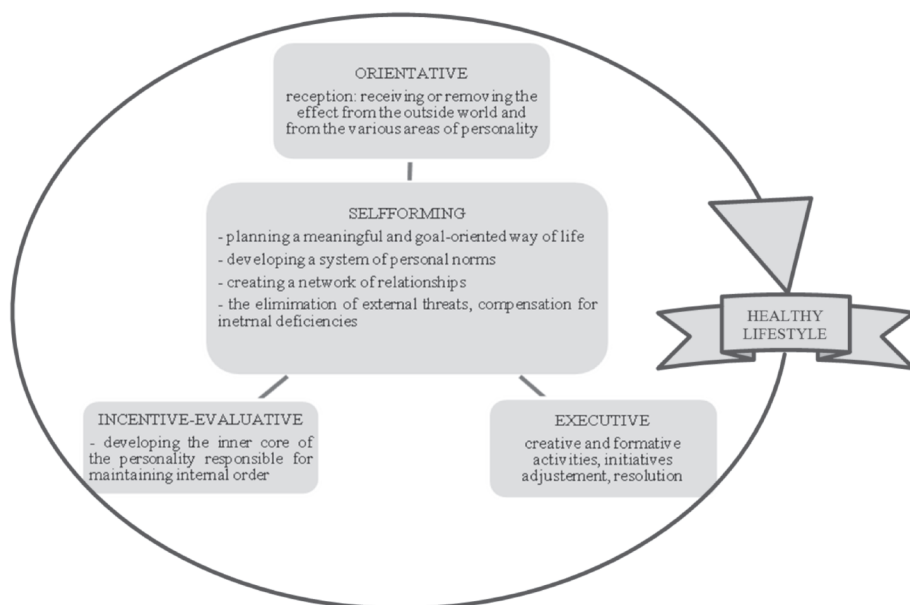 ORIENTATIVE
reception: receiving or removing the
effect from the outside world and
from the various areas of personality
SELFFORMING
- planning a meaningful and goal-oriented way of life
- developing a system of personal norms
- creating a network of relationships
- the elimimation of external threats, compensation for
inetrnal deficiencies
HEALTHY
LIFESTYLE
INCENTIVE-EVALUATIVE
- developing the inner core of
the personality responsible for
maintaining internal order
EXECUTIVE
creative and formative
activities, initiatives
adjustement, resolution